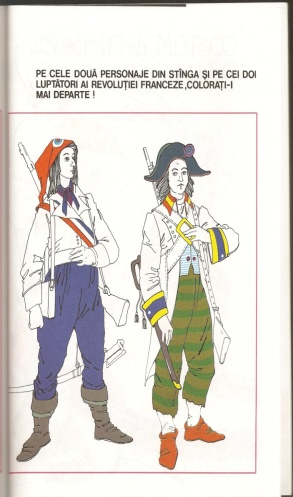 PE CELE DOUĂ PERSONAJE DIN STÎNGA ŞI PE CEI DOI
LUPTĂTORI AI REVOLUŢIEI FRANCEZE,COLORAŢI-I
MAI DEPARTE !